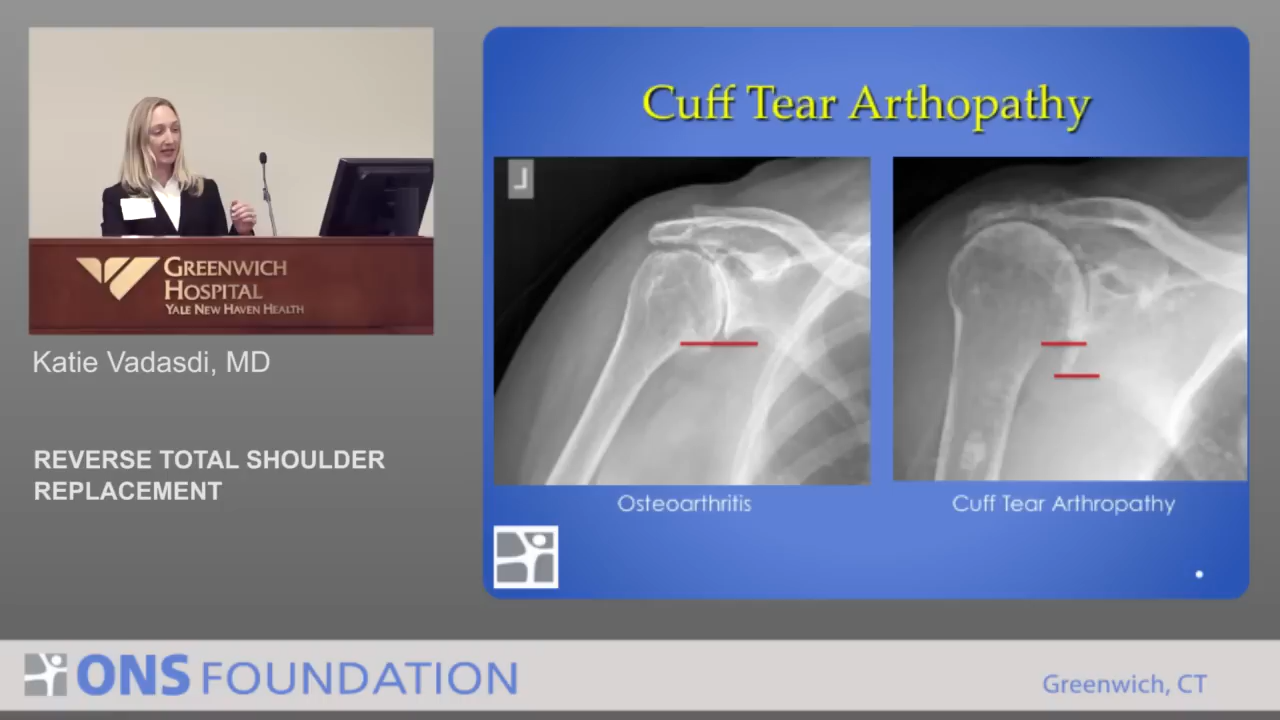 GREENWICH
HOSPITAL
YALE NEW HAVEN HEALTH
Katie Vadasdi, MD
REVERSE TOTAL SHOULDER
REPLACEMENT
Cuff Tear Arthopathy
L
Osteoarthritis
Cuff Tear Arthropathy
ONS FOUNDATION
Greenwich, CT